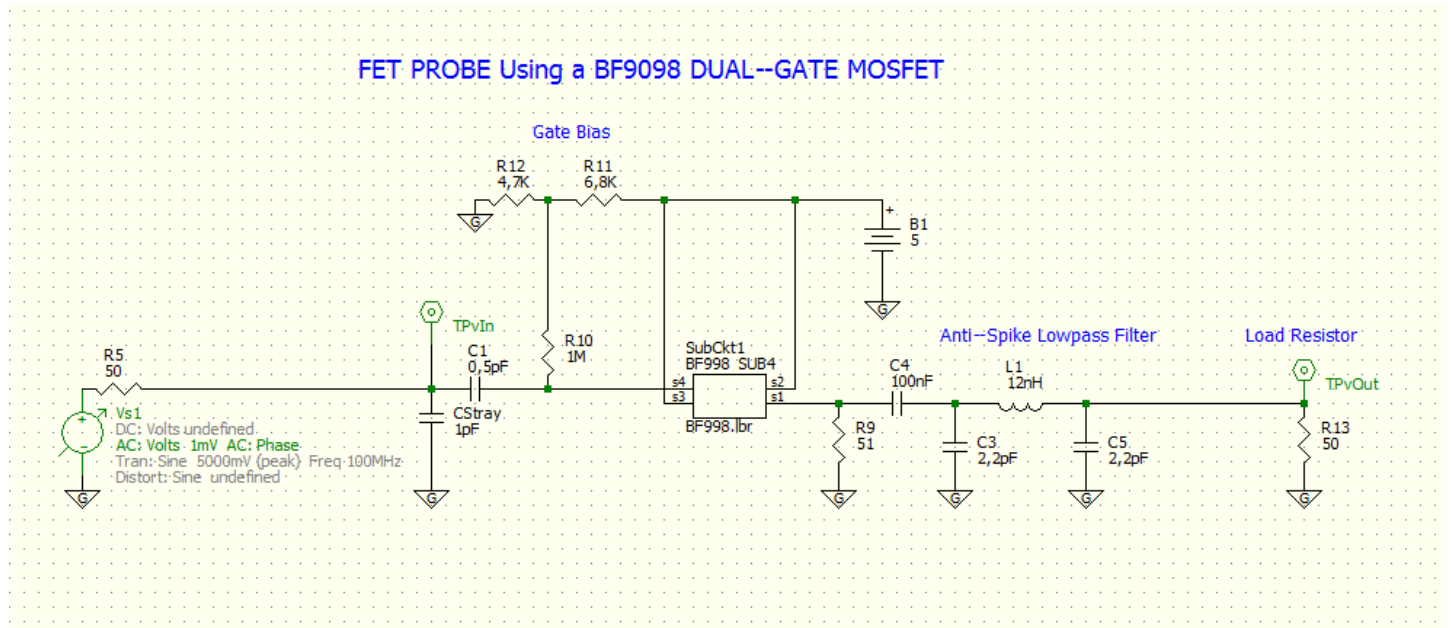 FET PROBE Using a BF9098 DUAL--GATE MOSFET
Gate Bias
R12
4,7K
R11
6,8K
G
+
B1
5
G
TPvIn
R10
1M
Anti--Spike Lowpass Filter
Load Resistor
R5
50
C1
0,5pF
SubCkt1
BF998 SUB4
s4
s3
s2
s1
BF998.lbr
C4
100nF
L1
12nH
TPvOut
Vs1
DC: Volts undefined
AC: Volts 1mV AC: Phase
Tran: Sine 5000mV (peak) Freq 100MHz
Distort: Sine undefined
CStray
1pF
R9
51
C3
2,2pF
C5
2,2pF
R13
50
G
G
G
G
G
G